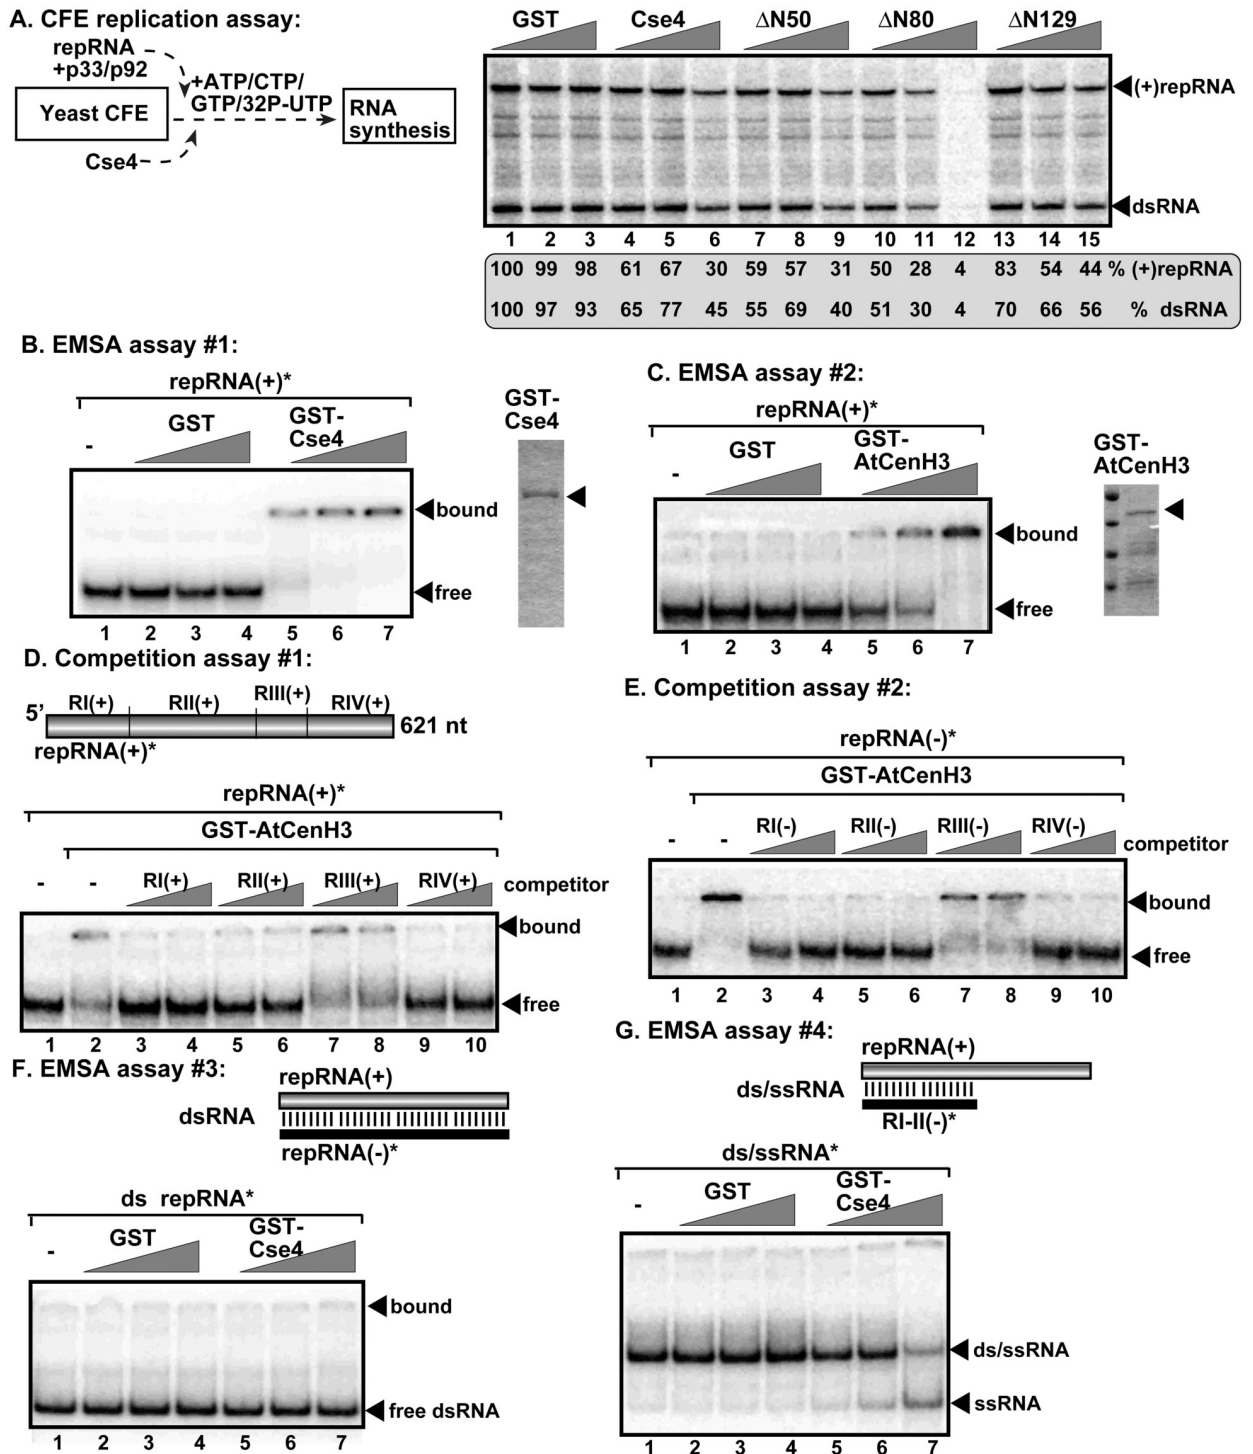 A. CFE replication assay:
repRNA
+p33/p92
+ATP/CTP/
GTP/32P-UTP
Yeast CFE
RNA
synthesis
Cse4
GST Cse4 ΔN50 ΔN80 ΔN129
(+)repRNA
dsRNA
1 2 3 4 5 6 7 8 9 10 11 12 13 14 15
100 99 98 61 67 30 59 57 31 50 28 4 83 54 44 % (+)repRNA
100 97 93 65 77 45 55 69 40 51 30 4 70 66 56 % dsRNA
B. EMSA assay #1:
repRNA(+)*
- GST GST-
Cse4
bound
free
1 2 3 4 5 6 7
GST-
Cse4
C. EMSA assay #2:
repRNA(+)*
- GST GST-
AtCenH3
bound
free
1 2 3 4 5 6 7
GST-
AtCenH3
D. Competition assay #1:
5’ RI(+) RII(+) RIII(+) RIV(+) 621 nt
repRNA(+)*
repRNA(+)*
GST-AtCenH3
- - RI(+) RII(+) RIII(+) RIV(+) competitor
bound
free
1 2 3 4 5 6 7 8 9 10
E. Competition assay #2:
repRNA(-)*
GST-AtCenH3
- - RI(-) RII(-) RIII(-) RIV(-) competitor
bound
free
1 2 3 4 5 6 7 8 9 10
F. EMSA assay #3:
repRNA(+)
dsRNA
repRNA(-)*
ds repRNA*
- GST GST-
Cse4
bound
free dsRNA
1 2 3 4 5 6 7
G. EMSA assay #4:
repRNA(+)
ds/ssRNA
RI-II(-)*
ds/ssRNA*
- GST GST-
Cse4
ds/ssRNA
ssRNA
1 2 3 4 5 6 7